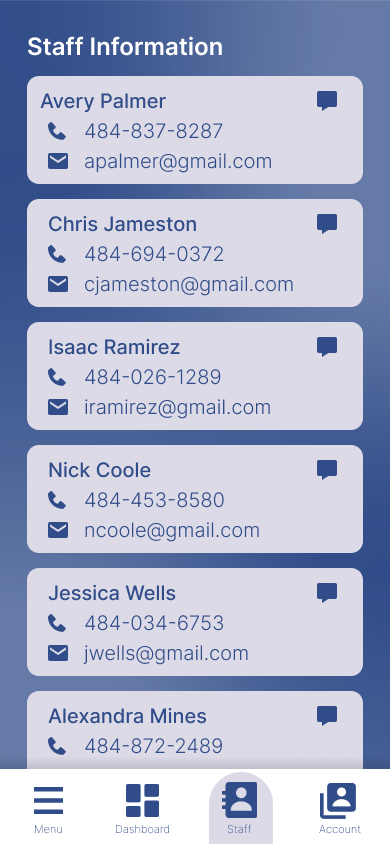 Staff Information
Avery Palmer
484-837-8287
apalmer@gmail.com
Chris Jameston
484-694-0372
cjameston@gmail.com
Isaac Ramirez
484-026-1289
iramirez@gmail.com
Nick Coole
484-453-8580
ncoole@gmail.com
Jessica Wells
484-034-6753
jwells@gmail.com
Alexandra Mines
484-872-2489
Menu Dashboard Staff Account